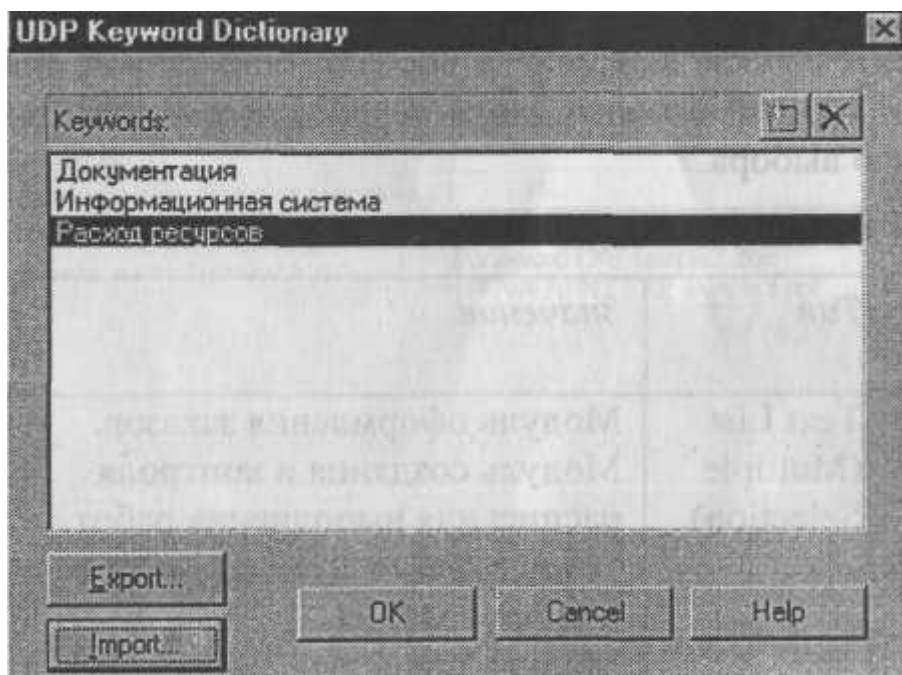 UDP Keyword Dictionary
Keywords:
Документация
Информационная система
Расход ресурсов
Export...
Import...
OK
Cancel
Help